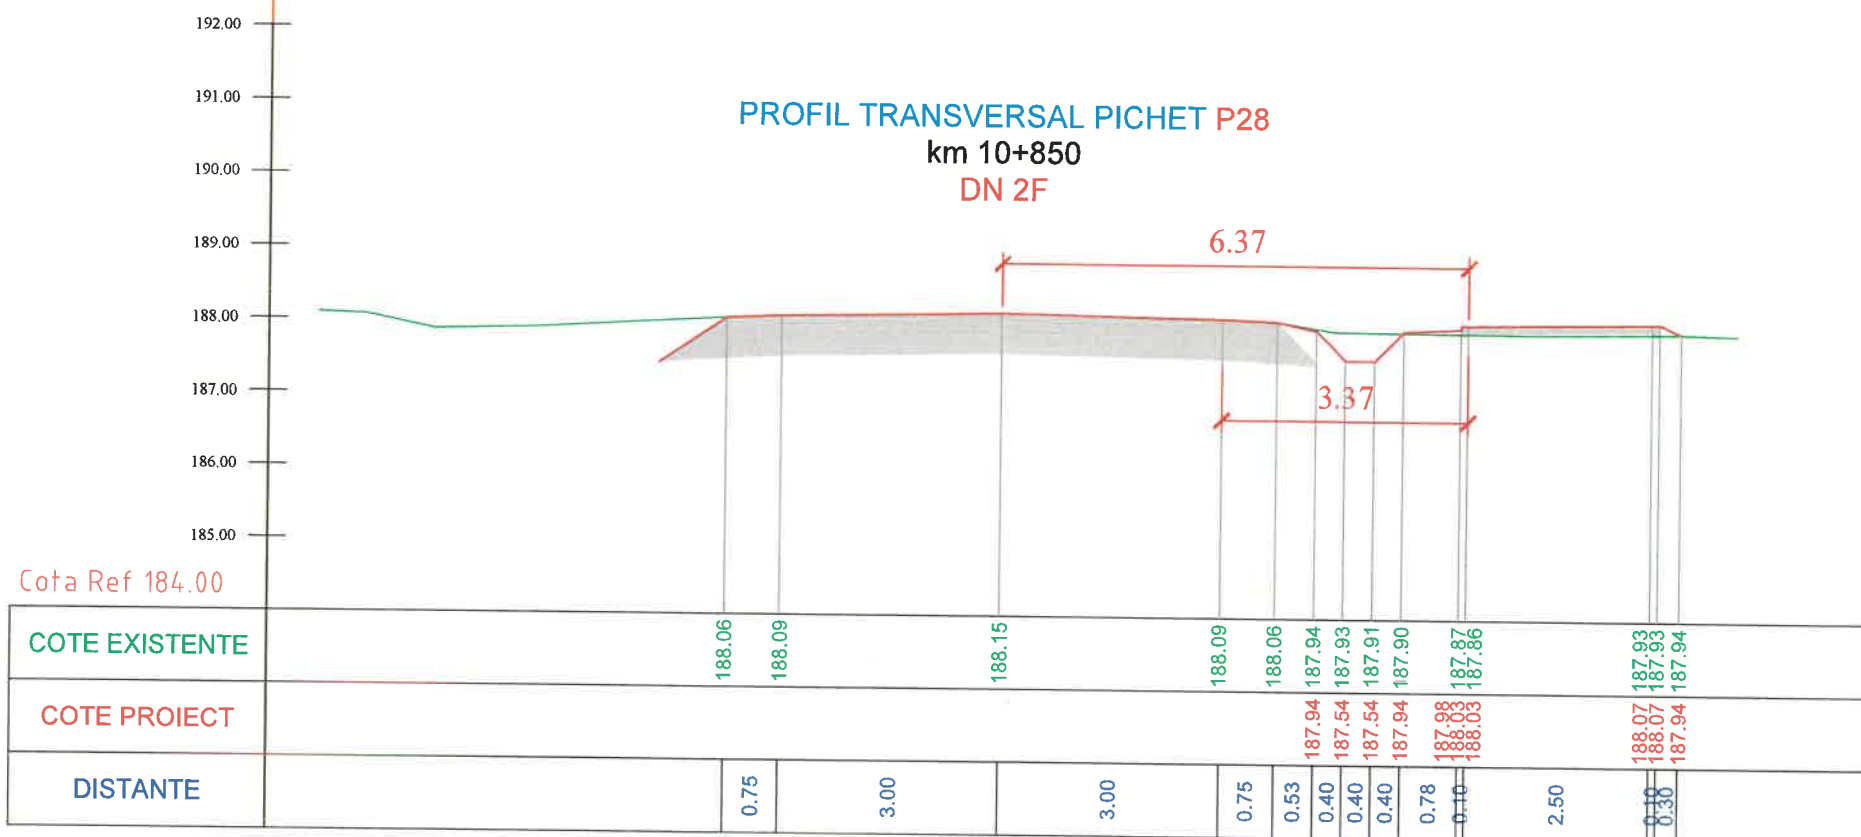 192.00
191.00
190.00
189.00
188.00
187.00
186.00
185.00
PROFIL TRANSVERSAL PICHET P28
km 10+850
DN 2F
6.37
3.37
Cota Ref 184.00
COTE EXISTENTE 188.06 188.09 188.15 188.09 188.06 187.94 187.93 187.91 187.90 187.87 187.86 187.93 187.93 187.94
COTE PROIECT 187.94 187.54 187.54 187.94 187.98 188.03 188.03 188.07 188.07 187.94
DISTANTE 0.75 3.00 3.00 0.75 0.53 0.40 0.40 0.40 0.78 0.10 2.50 0.10 0.30